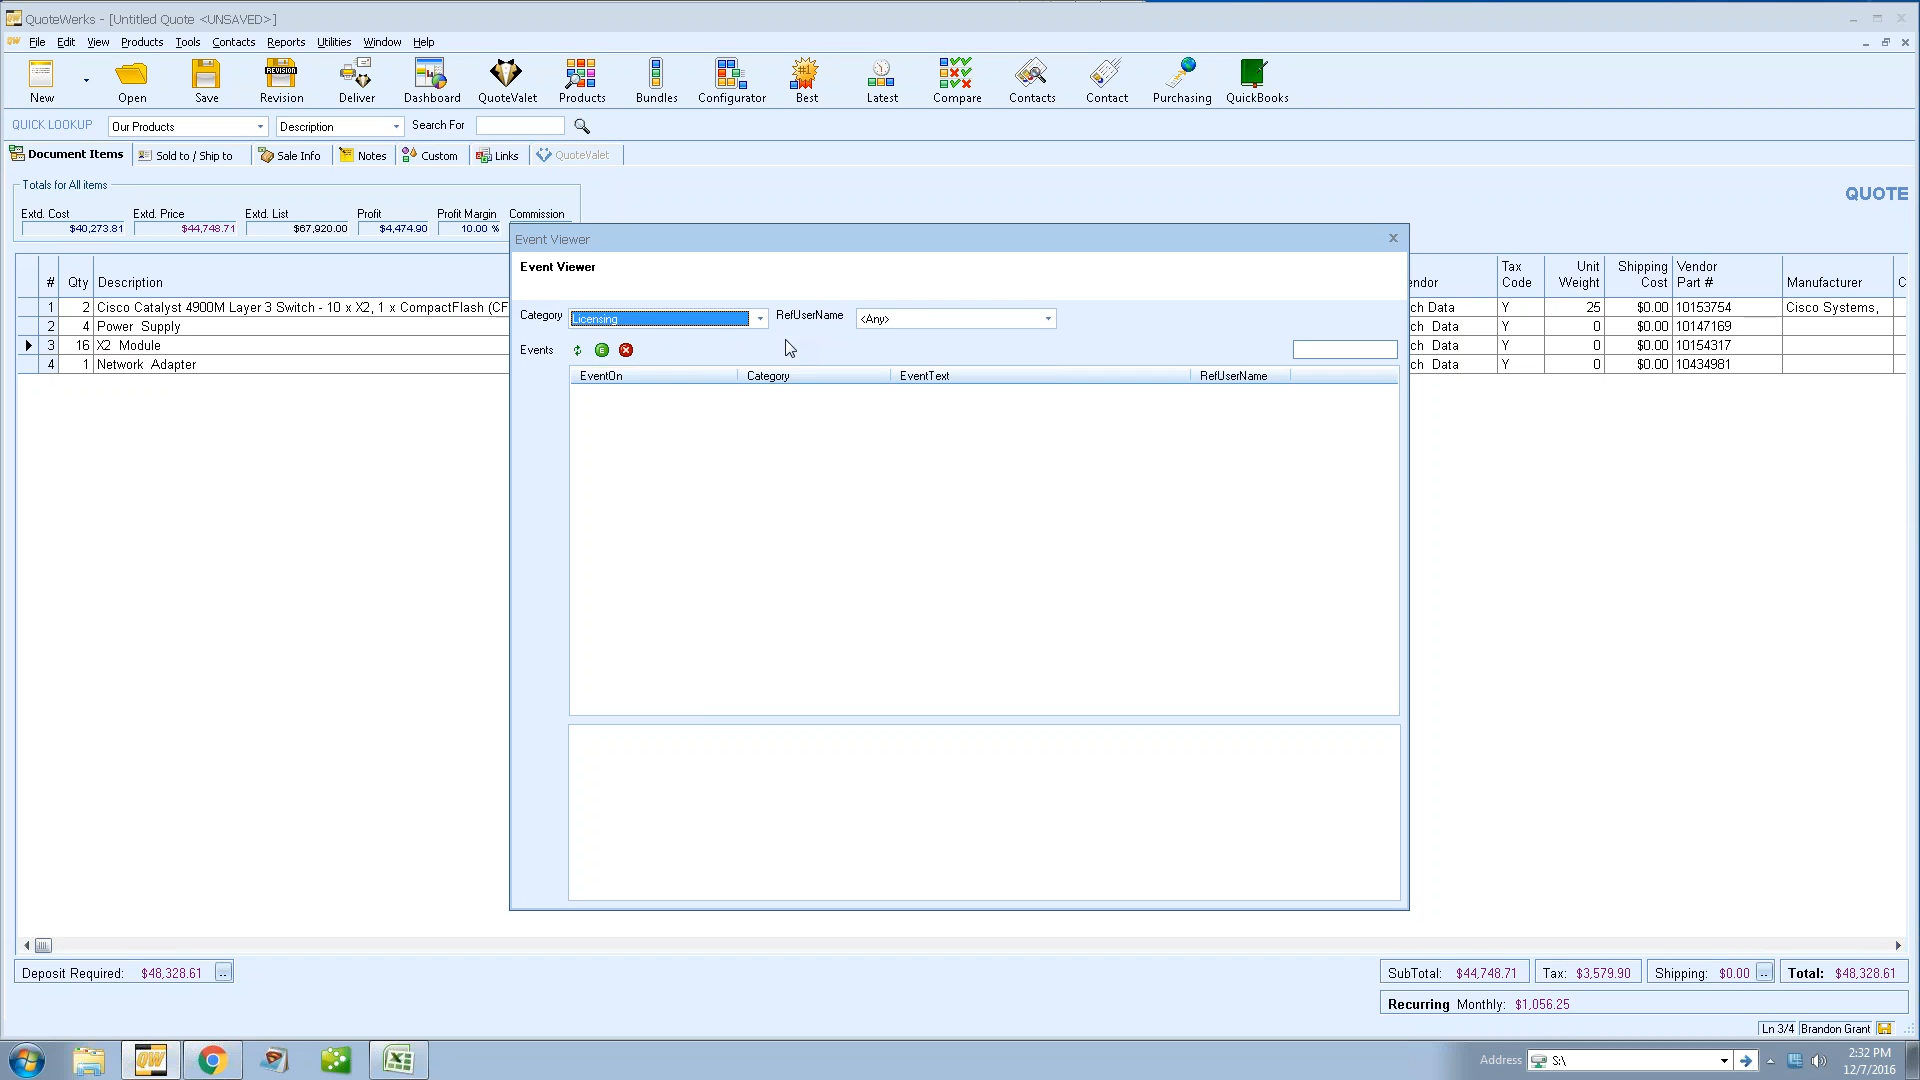 QuoteWerks - [Untitled Quote <UNSAVED>]
File Edit View Products Tools Contacts Reports Utilities Window Help
New Open Save Revision Deliver Dashboard QuoteValet Products Bundles Configurator Best Latest Compare Contacts Contact Purchasing QuickBooks
QUICK LOOKUP Our Products Description Search For
Document Items Sold to / Ship to Sale Info Notes Custom Links QuoteValet
Totals for All items
QUOTE
Extd. Cost Extd. Price Extd. List Profit Profit Margin Commission
$40,273.81 $44,748.71 $67,920.00 $4,474.90 10.00 %
Event Viewer
Event Viewer
# Qty Description
endor Tax Code Unit Weight Shipping Cost Vendor Part # Manufacturer C
1 2 Cisco Catalyst 4900M Layer 3 Switch - 10 x X2, 1 x CompactFlash (CF
ch Data Y 25 $0.00 10153754 Cisco Systems,
2 4 Power Supply
ch Data Y 0 $0.00 10147169
3 16 X2 Module
ch Data Y 0 $0.00 10154317
4 1 Network Adapter
ch Data Y 0 $0.00 10434981
Category Licensing RefUserName <Any>
Events
EventOn Category EventText RefUserName
Deposit Required: $48,328.61 ..
SubTotal: $44,748.71 Tax: $3,579.90 Shipping: $0.00 .. Total: $48,328.61
Recurring Monthly: $1,056.25
Ln 3/4 Brandon Grant
Address S:\
2:32 PM
12/7/2016